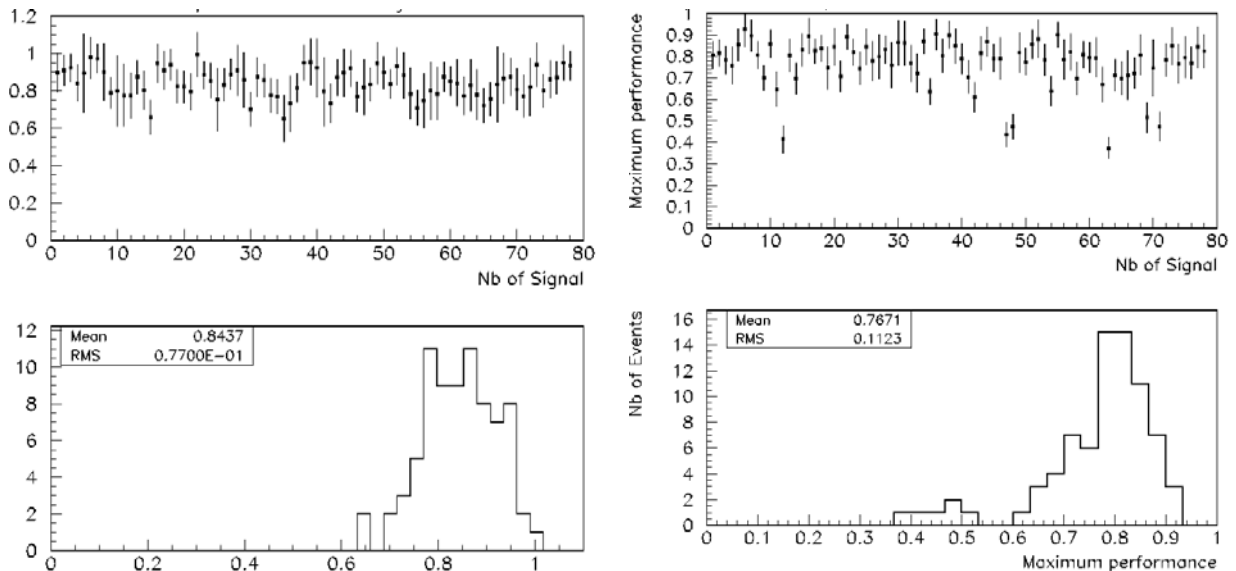 1.2
1
0.8
0.6
0.4
0.2
0
0 10 20 30 40 50 60 70 80
Nb of Signal
Maximum performance
1
0.9
0.8
0.7
0.6
0.5
0.4
0.3
0.2
0.1
0
0 10 20 30 40 50 60 70 80
Nb of Signal
12
10
8
6
4
2
0
Mean 0.8437
RMS 0.7700E-01
0 0.2 0.4 0.6 0.8 1
Nb of Events
16
14
12
10
8
6
4
2
0
Mean 0.7671
RMS 0.1123
0 0.1 0.2 0.3 0.4 0.5 0.6 0.7 0.8 0.9 1
Maximum performance